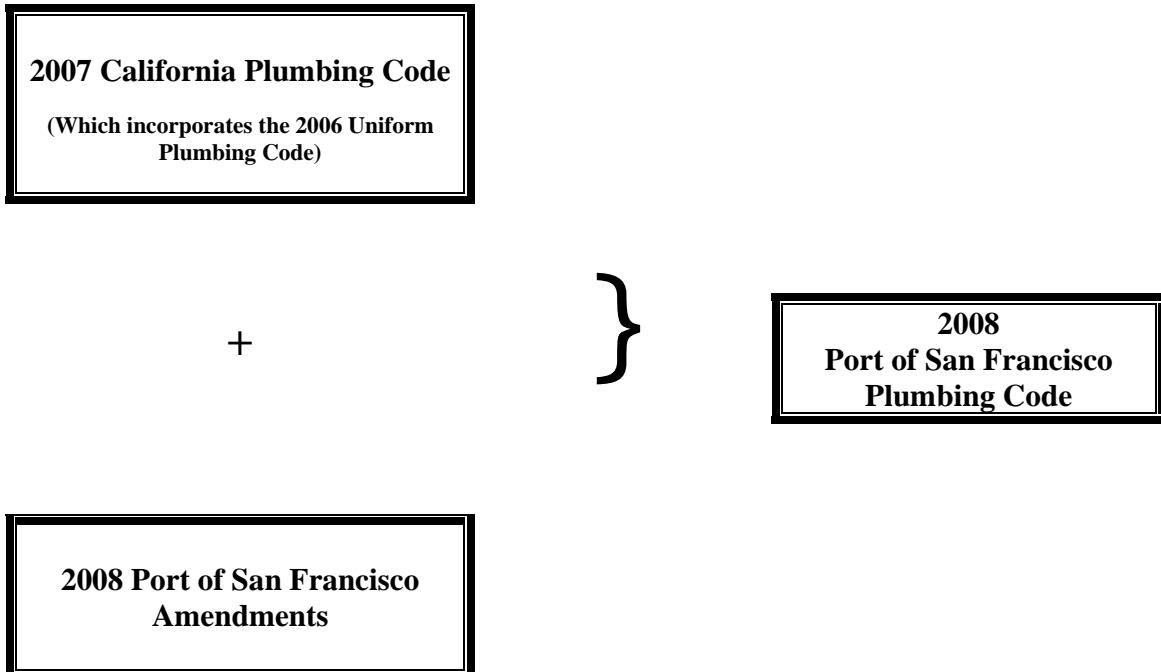 2007 California Plumbing Code
(Which incorporates the 2006 Uniform
Plumbing Code)
+
}
2008
Port of San Francisco
Plumbing Code
2008 Port of San Francisco
Amendments